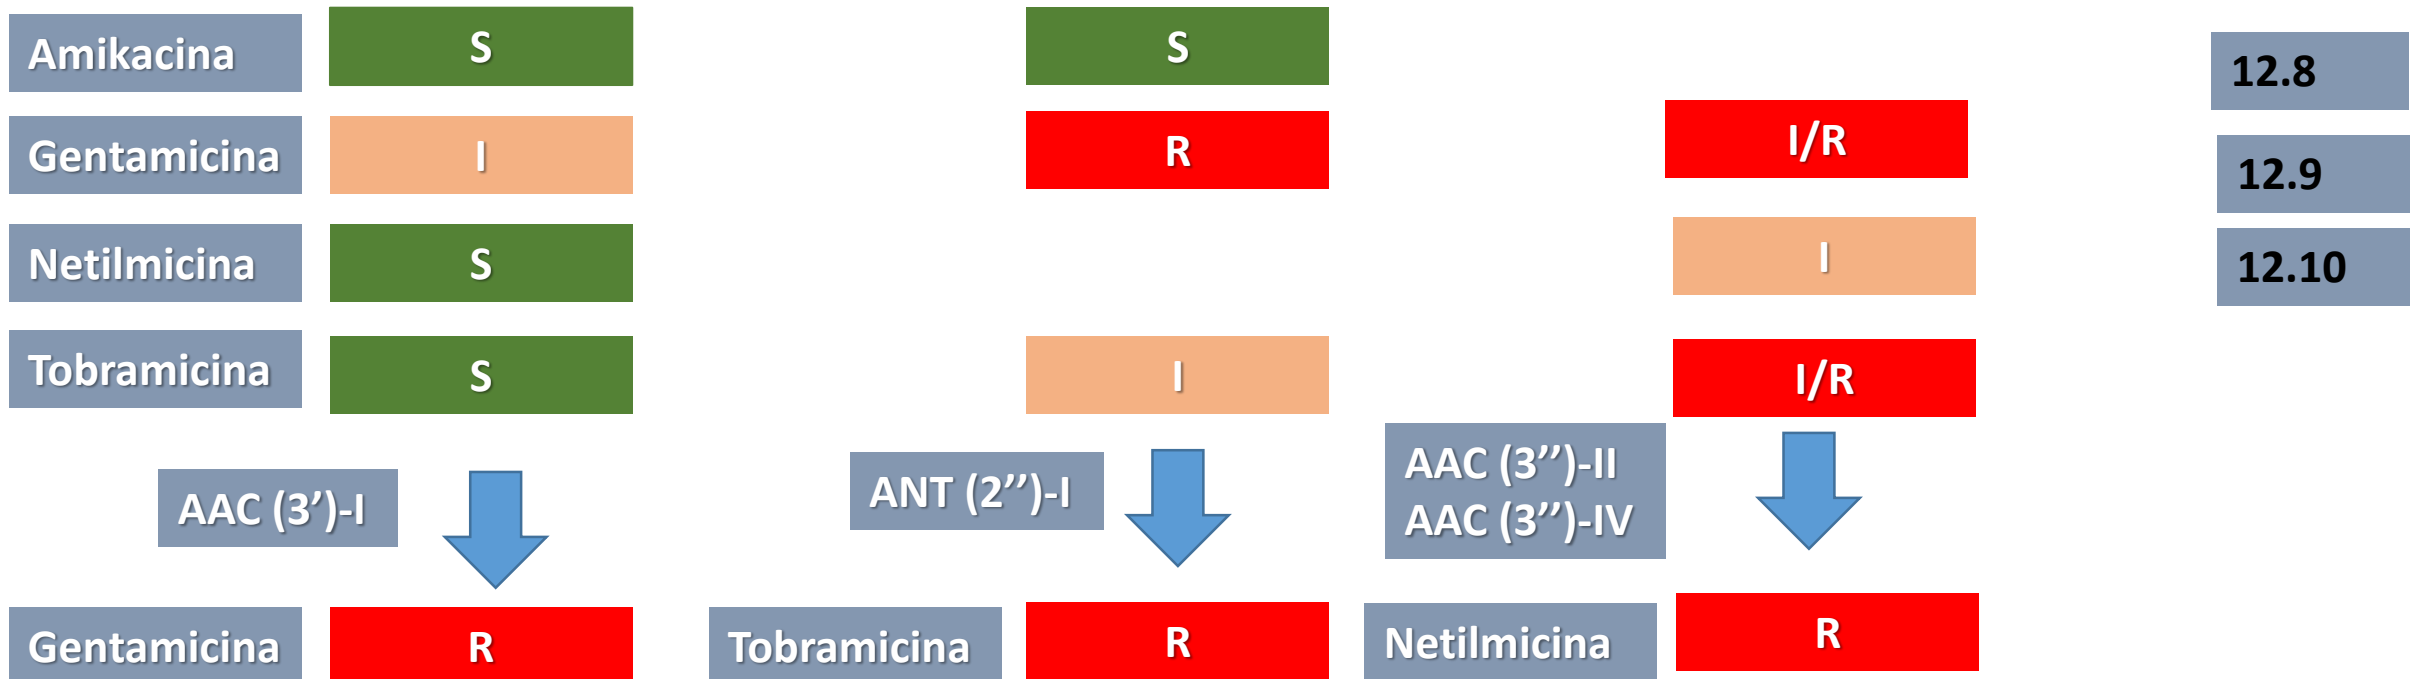 Amikacina
S
S
12.8
Gentamicina
I
R
I/R
12.9
Netilmicina
S
I
12.10
Tobramicina
S
I
I/R
AAC (3’)-I
ANT (2’’)-I
AAC (3’’)-II
AAC (3’’)-IV
Gentamicina
R
Tobramicina
R
Netilmicina
R